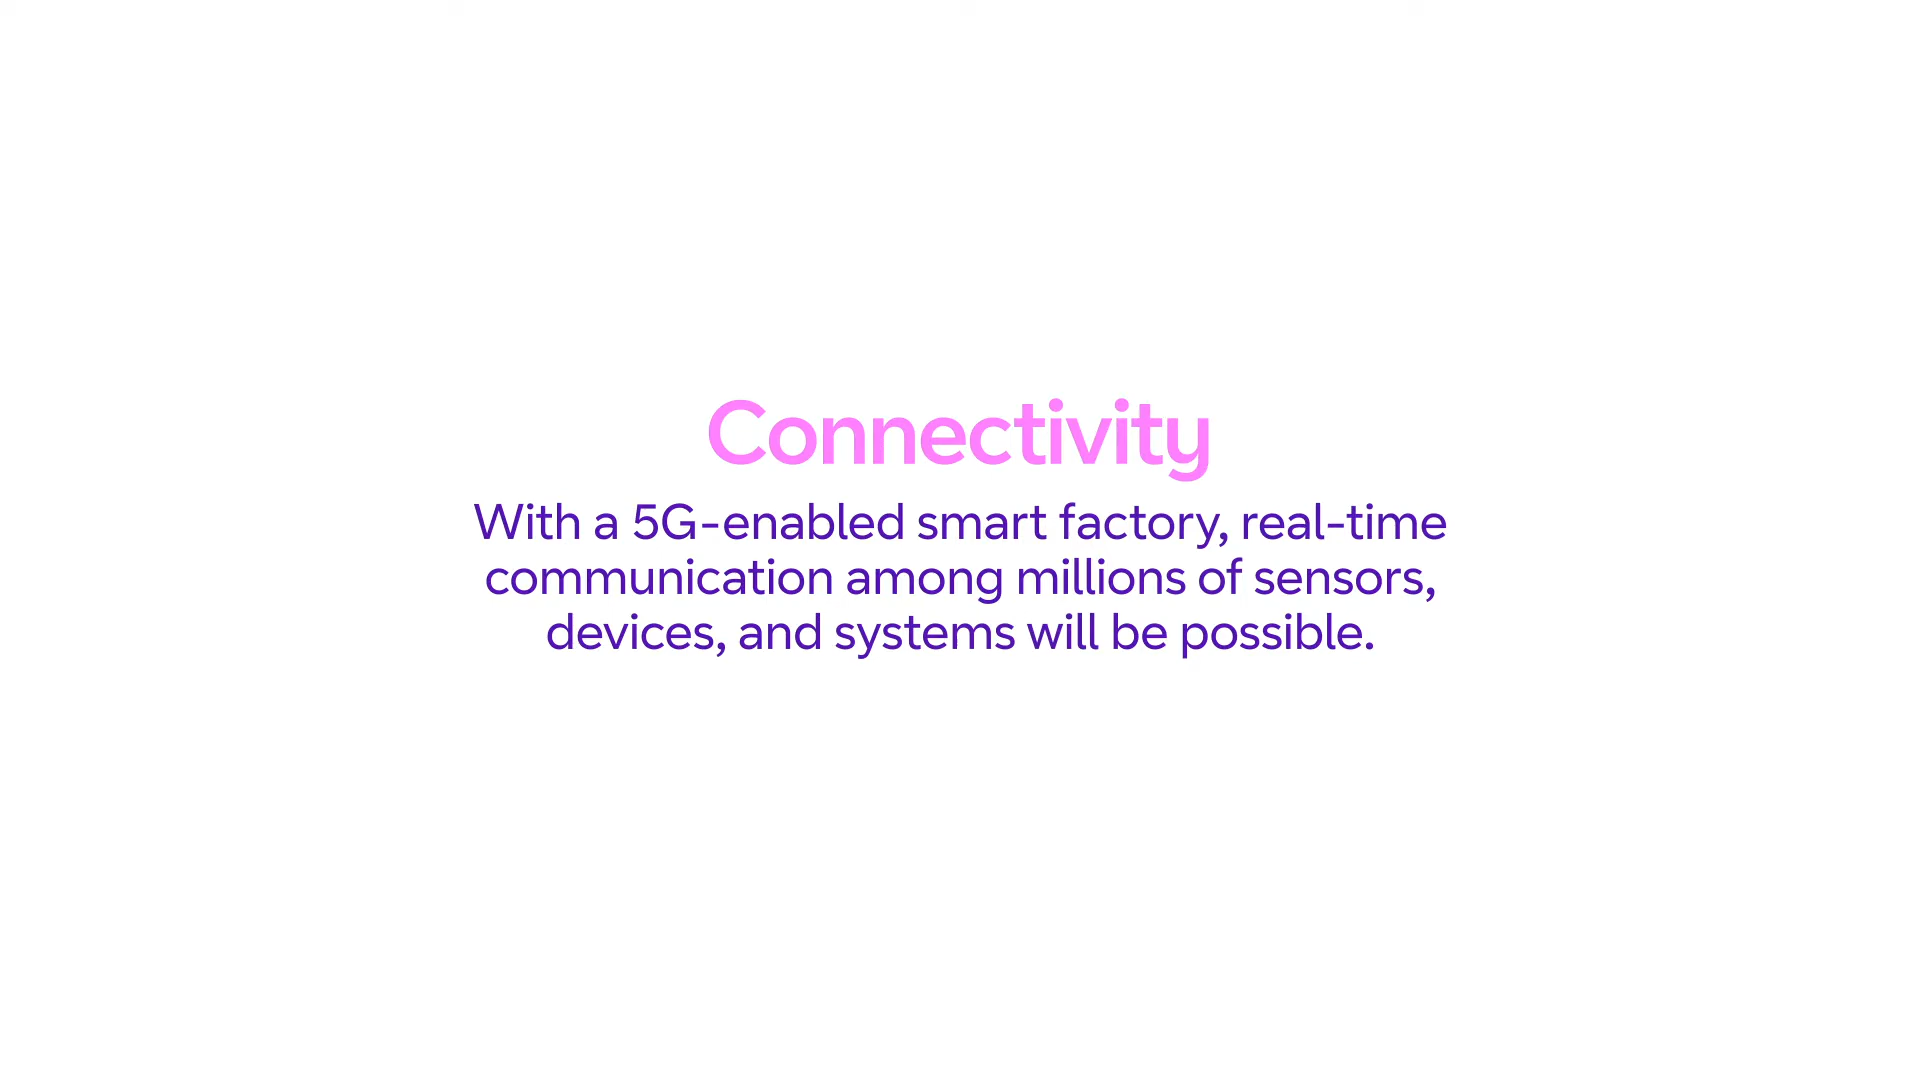 Connectivity
With a 5G-enabled smart factory, real-time
communication among millions of sensors,
devices, and systems will be possible.